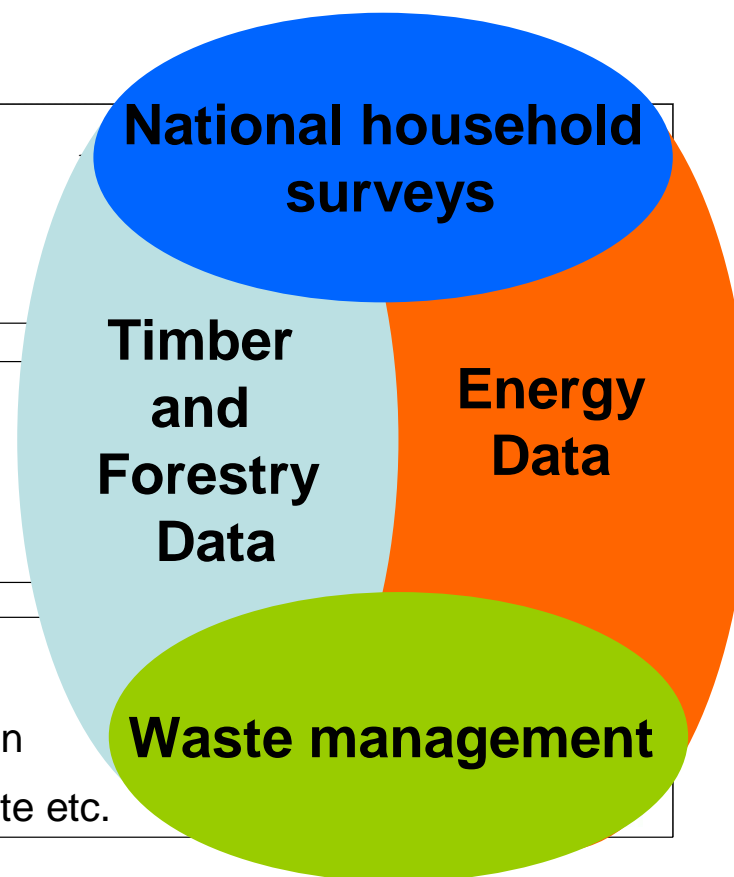 National household
surveys
Timber
and
Forestry
Data
Energy
Data
Waste management
n
te etc.